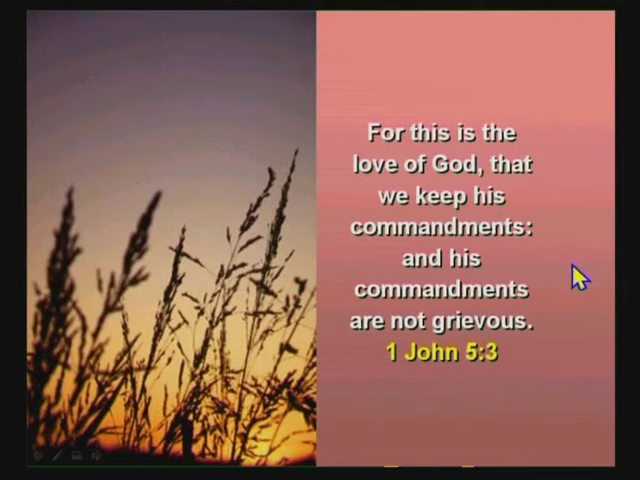 For this is the
love of God, that
we keep his
commandments:
and his
commandments
are not grievous.
1 John 5:3